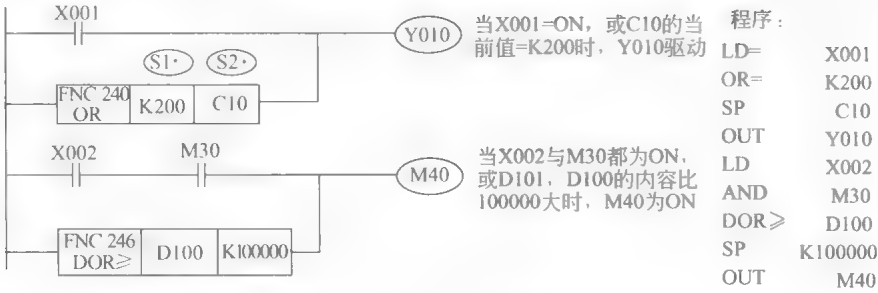 X001
Y010
当X001=ON，或C10的当
前值=K200时，Y010驱动
S1· S2·
FNC 240
OR
K200
C10
X002
M30
M40
当X002与M30都为ON，
或D101，D100的内容比
100000大时，M40为ON
FNC 246
DOR≥
D100
K100000
程序：
LD= X001
OR= K200
SP C10
OUT Y010
LD X002
AND M30
DOR≥ D100
SP K100000
OUT M40